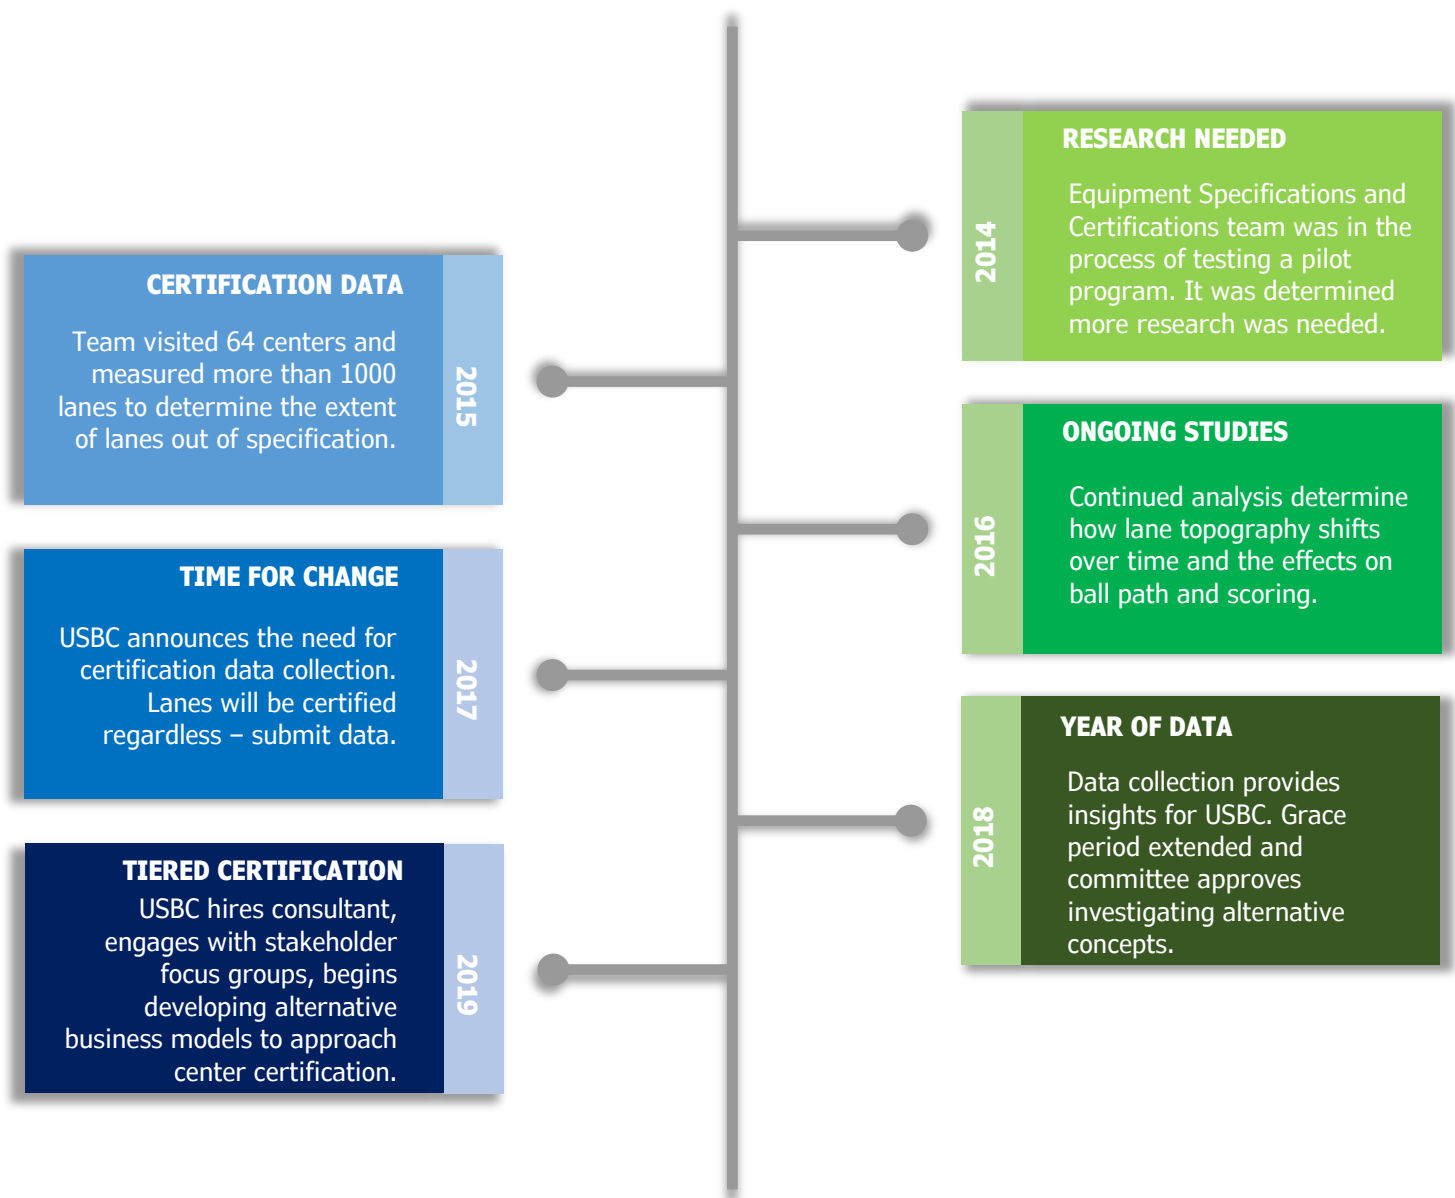 RESEARCH NEEDED
Equipment Specifications and
Certifications team was in the
process of testing a pilot
program. It was determined
more research was needed.
2014
CERTIFICATION DATA
Team visited 64 centers and
measured more than 1000
lanes to determine the extent
of lanes out of specification.
2015
ONGOING STUDIES
Continued analysis determine
how lane topography shifts
over time and the effects on
ball path and scoring.
2016
TIME FOR CHANGE
USBC announces the need for
certification data collection.
Lanes will be certified
regardless – submit data.
2017
YEAR OF DATA
Data collection provides
insights for USBC. Grace
period extended and
committee approves
investigating alternative
concepts.
2018
TIERED CERTIFICATION
USBC hires consultant,
engages with stakeholder
focus groups, begins
developing alternative
business models to approach
center certification.
2019